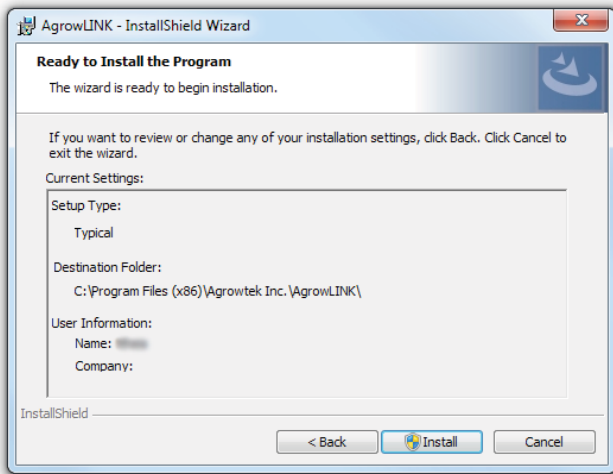 AgrowLINK - InstallShield Wizard
Ready to Install the Program
The wizard is ready to begin installation.
If you want to review or change any of your installation settings, click Back. Click Cancel to
exit the wizard.
Current Settings:
Setup Type:
Typical
Destination Folder:
C:\Program Files (x86)\Agrowtek Inc.\AgrowLINK\
User Information:
Name:
Company:
InstallShield
< Back
Install
Cancel